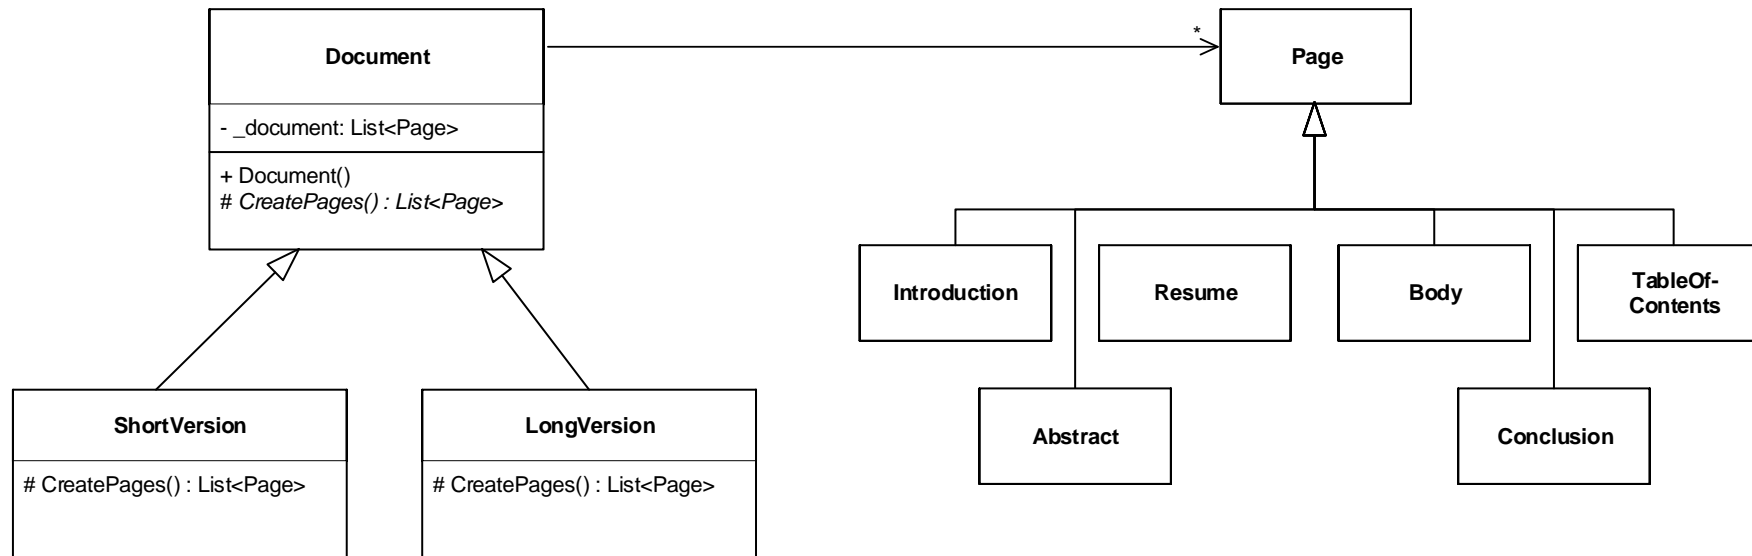 Document
- _document: List<Page>
+ Document()
# CreatePages() : List<Page>
*
Page
Introduction
Resume
Body
TableOf-
Contents
Abstract
Conclusion
ShortVersion
# CreatePages() : List<Page>
LongVersion
# CreatePages() : List<Page>